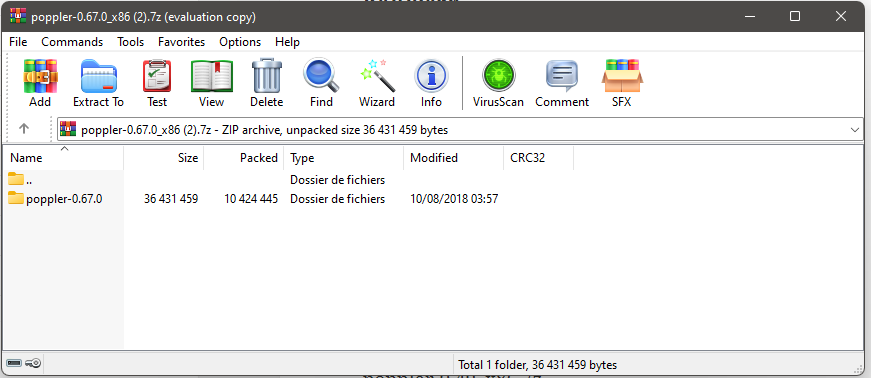 poppler-0.67.0_x86 (2).7z (evaluation copy)
File Commands Tools Favorites Options Help
Add Extract To Test View Delete Find Wizard Info VirusScan Comment SFX
poppler-0.67.0_x86 (2).7z - ZIP archive, unpacked size 36 431 459 bytes
Name Size Packed Type Modified CRC32
.. Dossier de fichiers
poppler-0.67.0 36 431 459 10 424 445 Dossier de fichiers 10/08/2018 03:57
Total 1 folder, 36 431 459 bytes